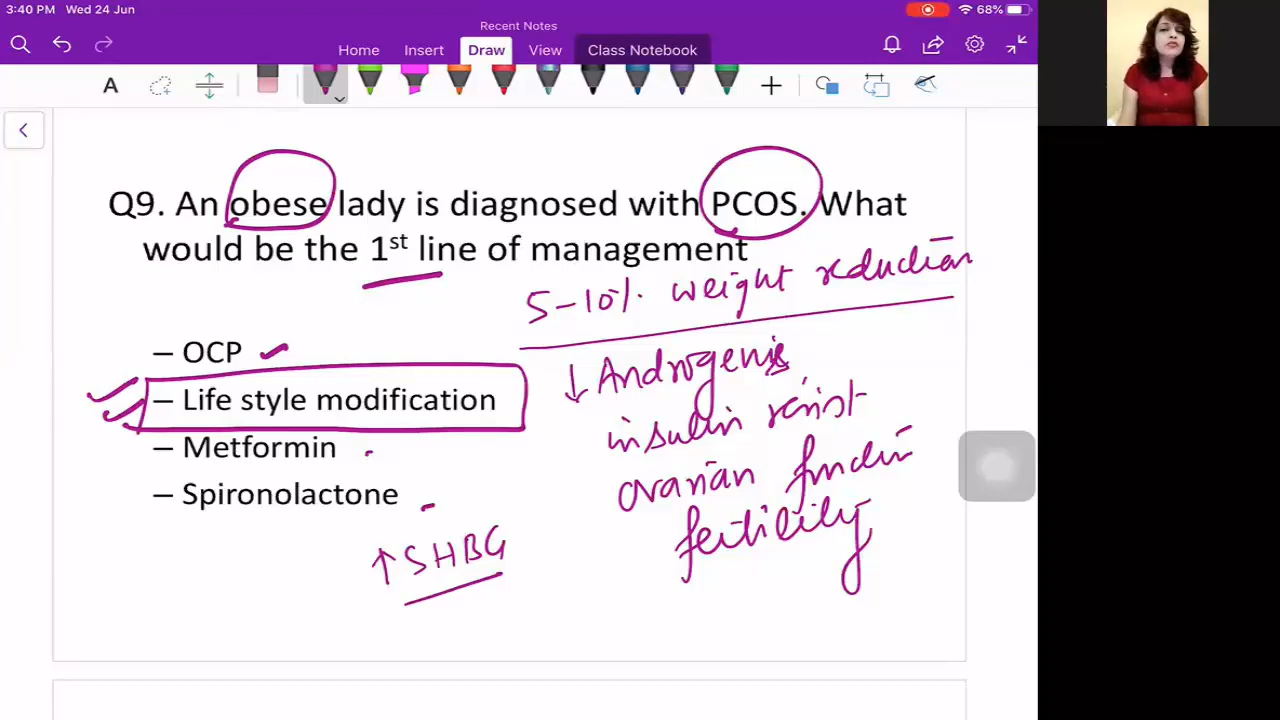 3:40 PM Wed 24 Jun
68%
Recent Notes
Home Insert Draw View Class Notebook
A
Q9. An obese lady is diagnosed with PCOS. What
would be the 1st line of management
5-10% weight reduction
– OCP
↓ Androgens
– Life style modification
insulin resist
– Metformin
ovarian
– Spironolactone
fertility
↑ SHBG